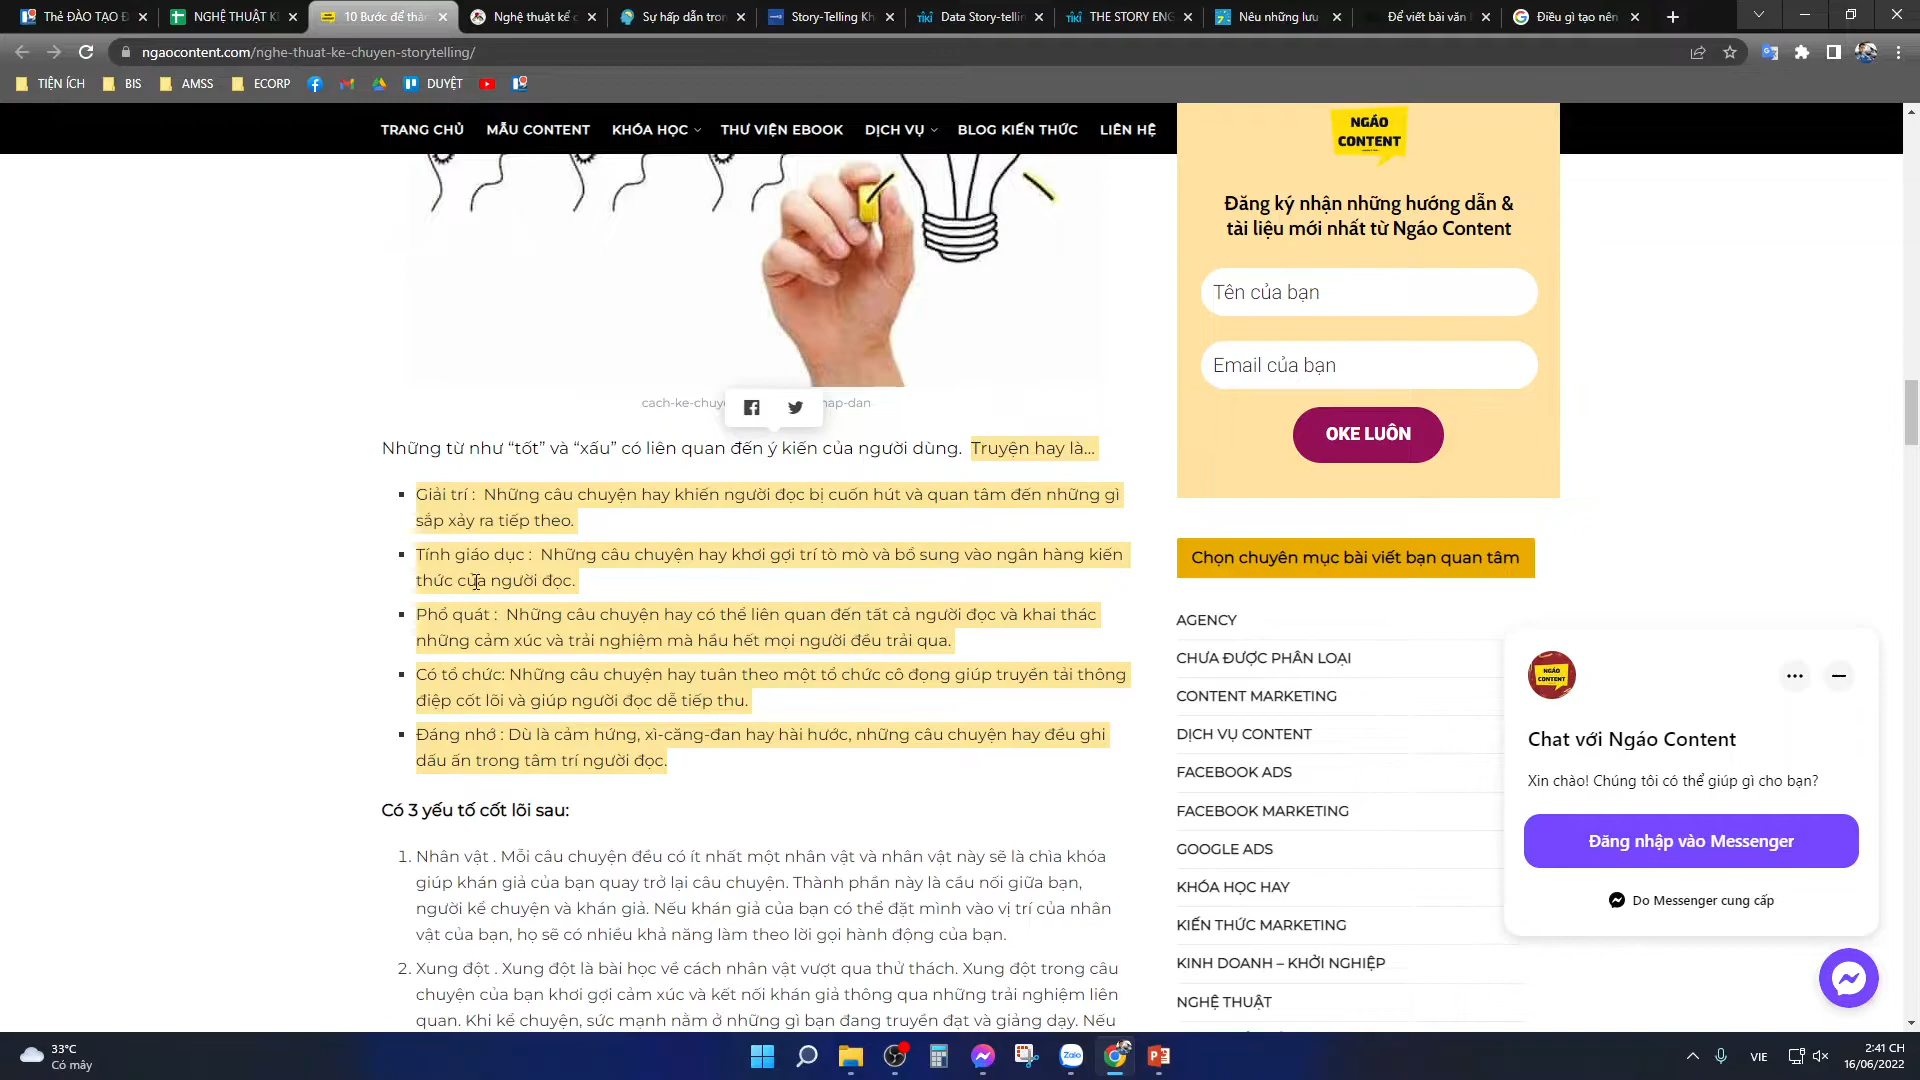 Thẻ ĐÀO TẠO Đ
NGHỆ THUẬT K
10 Bước để thàn
Nghệ thuật kể c
Sự hấp dẫn tron
Story-Telling Kh
Data Story-tellin
THE STORY ENG
Nêu những lưu
Để viết bài văn k
Điều gì tạo nên
ngaocontent.com/nghe-thuat-ke-chuyen-storytelling/
TIỆN ÍCH
BIS
AMSS
ECORP
DUYỆT
TRANG CHỦ
MẪU CONTENT
KHÓA HỌC
THƯ VIỆN EBOOK
DỊCH VỤ
BLOG KIẾN THỨC
LIÊN HỆ
NGÁO
CONTENT
Đăng ký nhận những hướng dẫn &
tài liệu mới nhất từ Ngáo Content
Tên của bạn
Email của bạn
OKE LUÔN
cach-ke-chuye
hap-dan
Những từ như “tốt” và “xấu” có liên quan đến ý kiến của người dùng. Truyện hay là…
▪ Giải trí : Những câu chuyện hay khiến người đọc bị cuốn hút và quan tâm đến những gì
sắp xảy ra tiếp theo.
▪ Tính giáo dục : Những câu chuyện hay khơi gợi trí tò mò và bổ sung vào ngân hàng kiến
thức của người đọc.
▪ Phổ quát : Những câu chuyện hay có thể liên quan đến tất cả người đọc và khai thác
những cảm xúc và trải nghiệm mà hầu hết mọi người đều trải qua.
▪ Có tổ chức: Những câu chuyện hay tuân theo một tổ chức cô đọng giúp truyền tải thông
điệp cốt lõi và giúp người đọc dễ tiếp thu.
▪ Đáng nhớ : Dù là cảm hứng, xì-căng-đan hay hài hước, những câu chuyện hay đều ghi
dấu ấn trong tâm trí người đọc.
Có 3 yếu tố cốt lõi sau:
1. Nhân vật . Mỗi câu chuyện đều có ít nhất một nhân vật và nhân vật này sẽ là chìa khóa
giúp khán giả của bạn quay trở lại câu chuyện. Thành phần này là cầu nối giữa bạn,
người kể chuyện và khán giả. Nếu khán giả của bạn có thể đặt mình vào vị trí của nhân
vật của bạn, họ sẽ có nhiều khả năng làm theo lời gọi hành động của bạn.
2. Xung đột . Xung đột là bài học về cách nhân vật vượt qua thử thách. Xung đột trong câu
chuyện của bạn khơi gợi cảm xúc và kết nối khán giả thông qua những trải nghiệm liên
quan. Khi kể chuyện, sức mạnh nằm ở những gì bạn đang truyền đạt và giảng dạy. Nếu
Chọn chuyên mục bài viết bạn quan tâm
AGENCY
CHƯA ĐƯỢC PHÂN LOẠI
CONTENT MARKETING
DỊCH VỤ CONTENT
FACEBOOK ADS
FACEBOOK MARKETING
GOOGLE ADS
KHÓA HỌC HAY
KIẾN THỨC MARKETING
KINH DOANH – KHỞI NGHIỆP
NGHỆ THUẬT
NGÁO
CONTENT
Chat với Ngáo Content
Xin chào! Chúng tôi có thể giúp gì cho bạn?
Đăng nhập vào Messenger
Do Messenger cung cấp
33°C
Có mây
Zalo
VIE
2:41 CH
16/06/2022